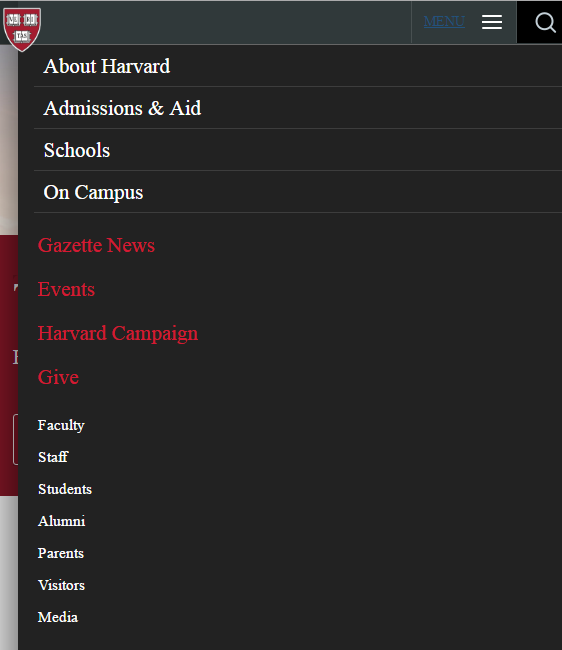 MENU
About Harvard
Admissions & Aid
Schools
On Campus
Gazette News
Events
Harvard Campaign
Give
Faculty
Staff
Students
Alumni
Parents
Visitors
Media